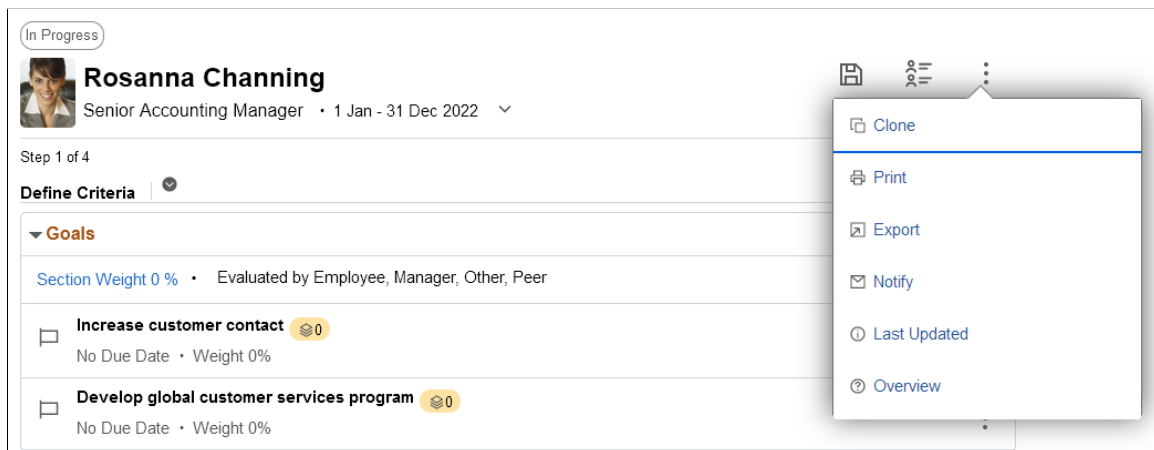 In Progress
Rosanna Channing
Senior Accounting Manager • 1 Jan - 31 Dec 2022
Step 1 of 4
Define Criteria
Goals
Section Weight 0 % • Evaluated by Employee, Manager, Other, Peer
Increase customer contact 0
No Due Date • Weight 0%
Develop global customer services program 0
No Due Date • Weight 0%
Clone
Print
Export
Notify
Last Updated
Overview